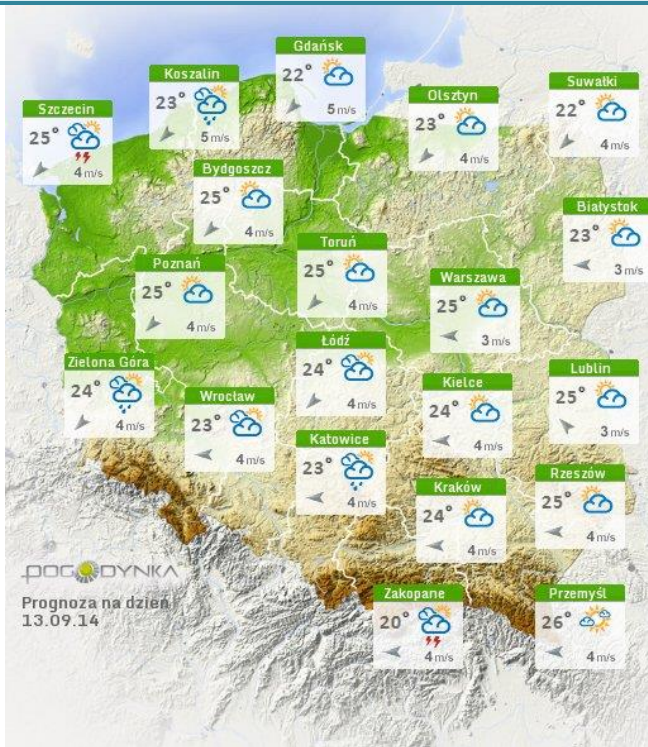 Gdańsk
22°
5 m/s
Koszalin
23°
5 m/s
Szczecin
25°
4 m/s
Olsztyn
23°
4 m/s
Suwałki
22°
4 m/s
Bydgoszcz
25°
4 m/s
Białystok
23°
3 m/s
Toruń
25°
4 m/s
Poznań
25°
4 m/s
Warszawa
25°
3 m/s
Łódź
24°
4 m/s
Zielona Góra
24°
4 m/s
Wrocław
23°
4 m/s
Kielce
24°
4 m/s
Lublin
25°
3 m/s
Katowice
23°
4 m/s
Kraków
24°
4 m/s
Rzeszów
25°
4 m/s
POGODYNKA
Prognoza na dzień
13.09.14
Zakopane
20°
4 m/s
Przemyśl
26°
4 m/s